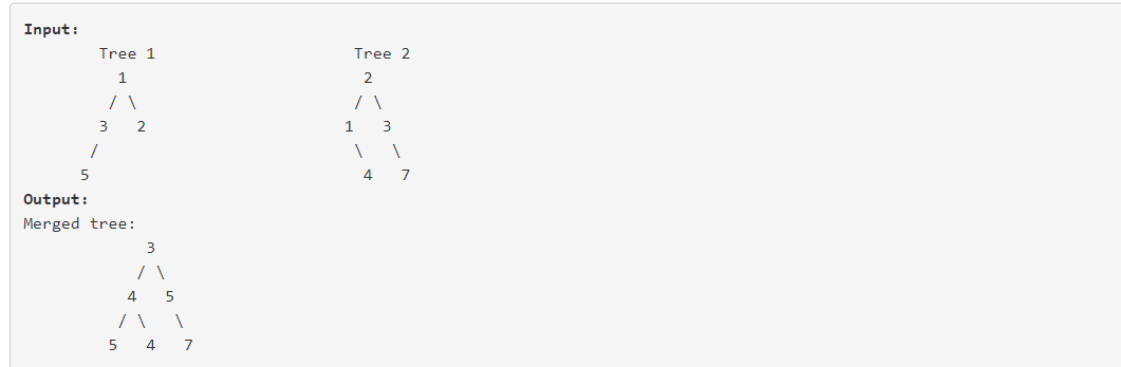 Input:
        Tree 1                     Tree 2
          1                         2
         / \                       / \
        3   2                     1   3
       /                           \   \
      5                             4   7
Output:
Merged tree:
             3
            / \
           4   5
          / \   \
         5   4   7